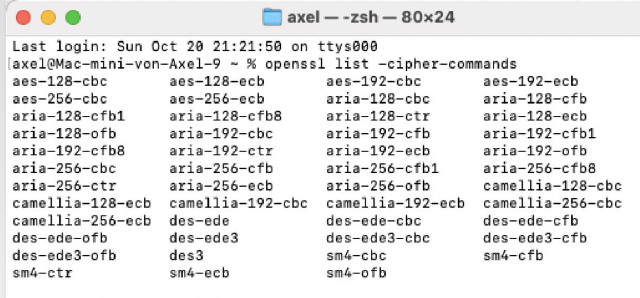 axel — -zsh — 80×24
Last login: Sun Oct 20 21:21:50 on ttys000
[axel@Mac-mini-von-Axel-9 ~ % openssl list -cipher-commands
aes-128-cbc aes-128-ecb aes-192-cbc aes-192-ecb
aes-256-cbc aes-256-ecb aria-128-cbc aria-128-cfb
aria-128-cfb1 aria-128-cfb8 aria-128-ctr aria-128-ecb
aria-128-ofb aria-192-cbc aria-192-cfb aria-192-cfb1
aria-192-cfb8 aria-192-ctr aria-192-ecb aria-192-ofb
aria-256-cbc aria-256-cfb aria-256-cfb1 aria-256-cfb8
aria-256-ctr aria-256-ecb aria-256-ofb camellia-128-cbc
camellia-128-ecb camellia-192-cbc camellia-192-ecb camellia-256-cbc
camellia-256-ecb des-ede des-ede-cbc des-ede-cfb
des-ede-ofb des-ede3 des-ede3-cbc des-ede3-cfb
des-ede3-ofb des3 sm4-cbc sm4-cfb
sm4-ctr sm4-ecb sm4-ofb